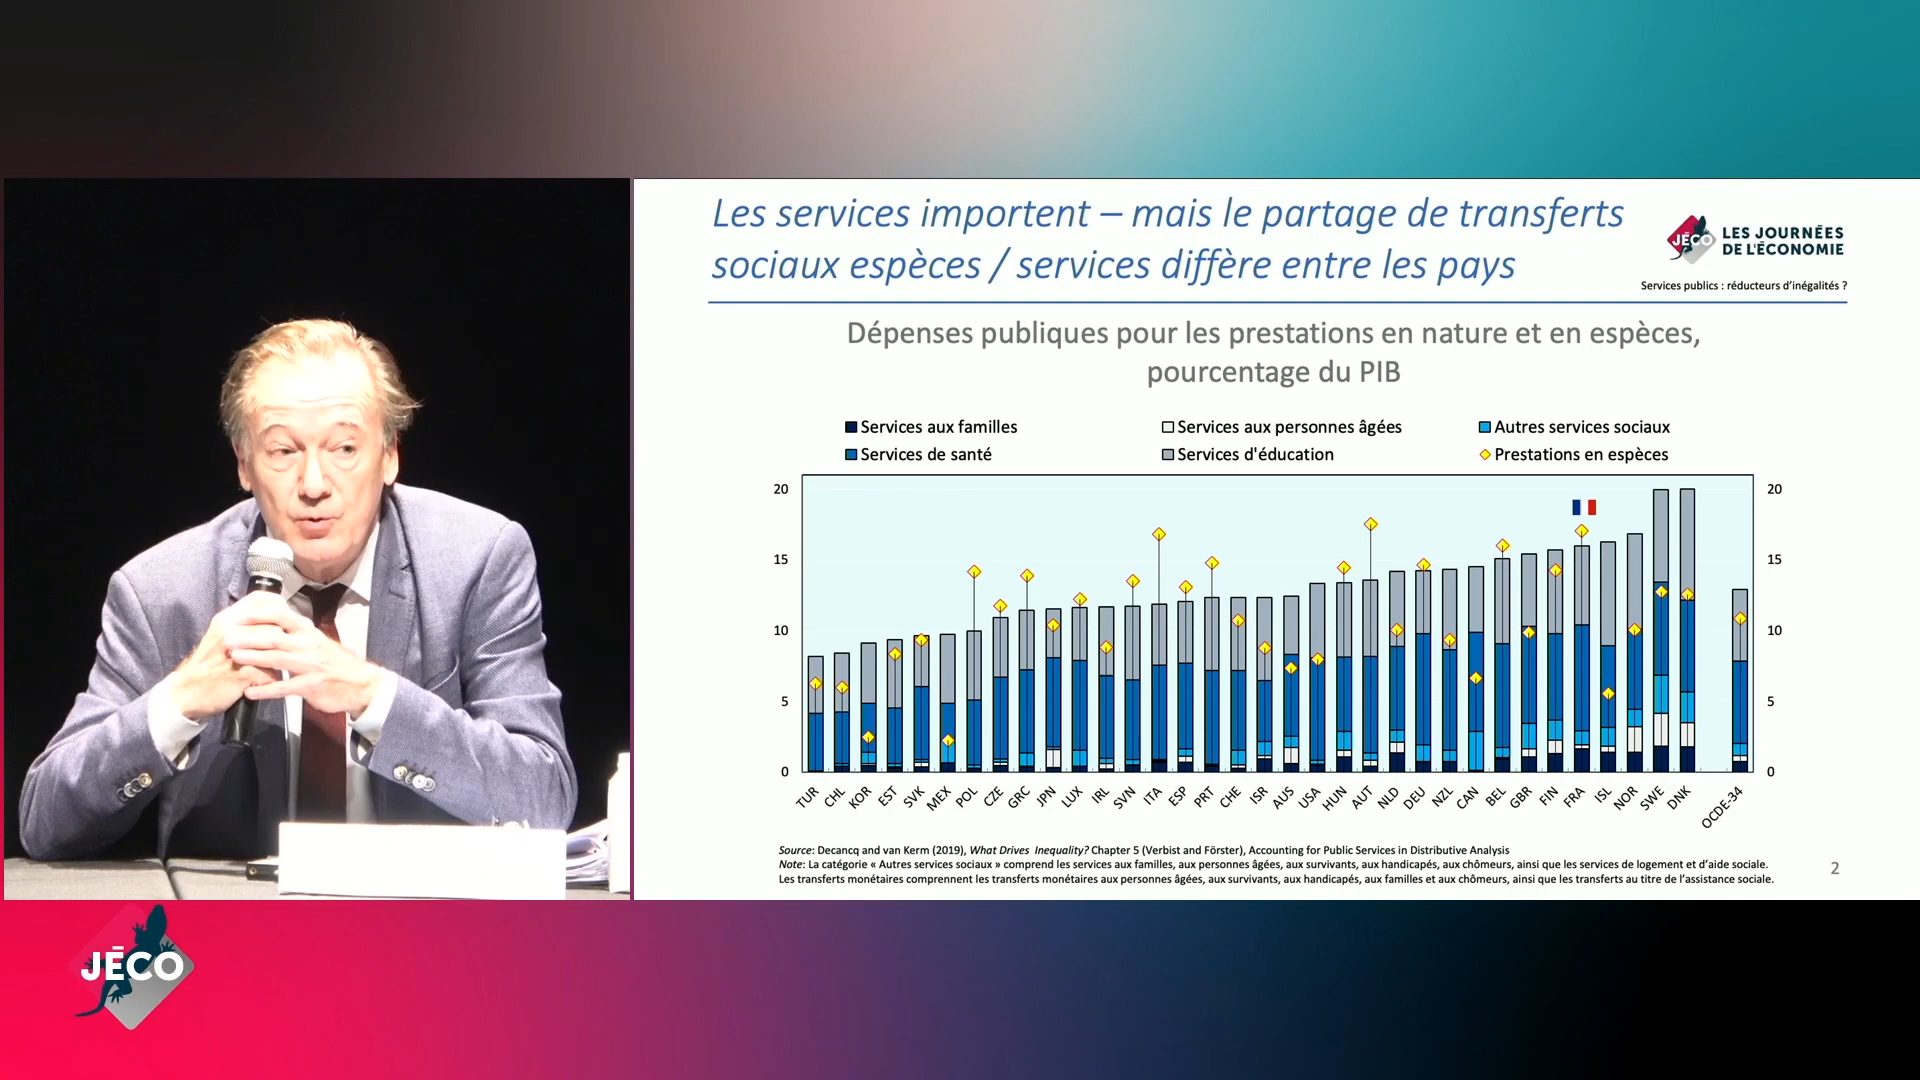 Les services importent – mais le partage de transferts
sociaux espèces / services diffère entre les pays
JÉCO
LES JOURNÉES
DE L'ÉCONOMIE
Services publics : réducteurs d'inégalités ?
Dépenses publiques pour les prestations en nature et en espèces,
pourcentage du PIB
Services aux familles
Services aux personnes âgées
Autres services sociaux
Services de santé
Services d'éducation
Prestations en espèces
20
15
10
5
0
20
15
10
5
0
TUR CHL KOR EST SVK MEX POL CZE GRC JPN LUX IRL SVN ITA ESP PRT CHE ISR AUS USA HUN AUT NLD DEU NZL CAN BEL GBR FIN FRA ISL NOR SWE DNK OCDE-34
Source: Decancq and van Kerm (2019), What Drives Inequality? Chapter 5 (Verbist and Förster), Accounting for Public Services in Distributive Analysis
Note: La catégorie « Autres services sociaux » comprend les services aux familles, aux personnes âgées, aux survivants, aux handicapés, aux chômeurs, ainsi que les services de logement et d'aide sociale.
Les transferts monétaires comprennent les transferts monétaires aux personnes âgées, aux survivants, aux handicapés, aux familles et aux chômeurs, ainsi que les transferts au titre de l'assistance sociale.
2
JĒCO